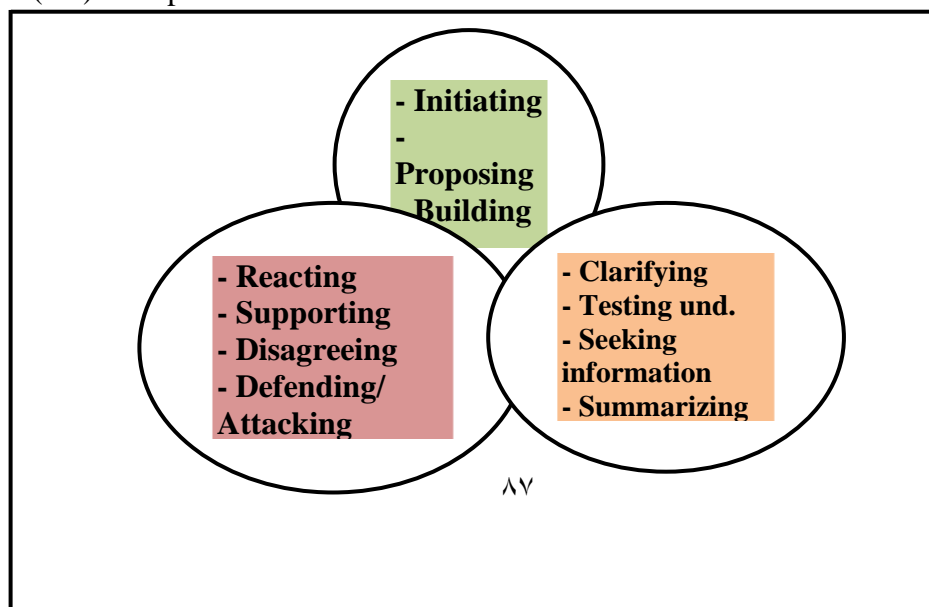 - Initiating
-
Proposing
Building
- Reacting
- Supporting
- Disagreeing
- Defending/
Attacking
- Clarifying
- Testing und.
- Seeking
information
- Summarizing
٨٧